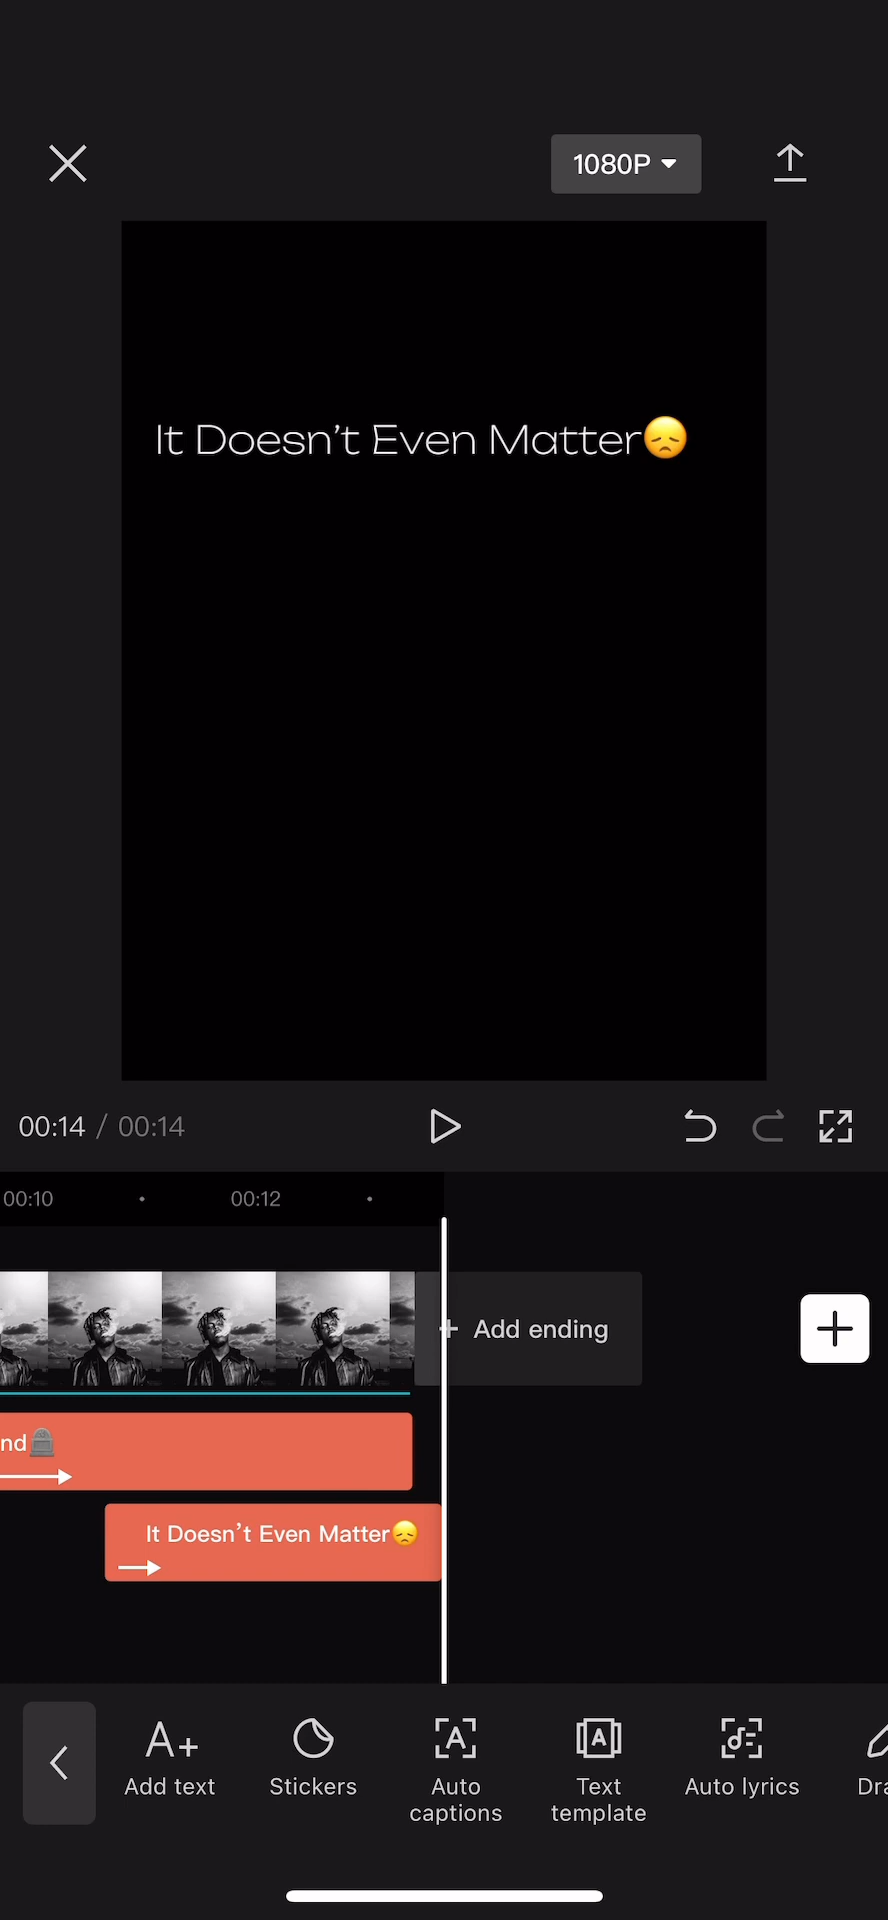 1080P
It Doesn't Even Matter😞
00:14 / 00:14
00:10
00:12
+ Add ending
nd🪦
It Doesn't Even Matter😞
A+
Add text
Stickers
Auto captions
Text template
Auto lyrics
Dra